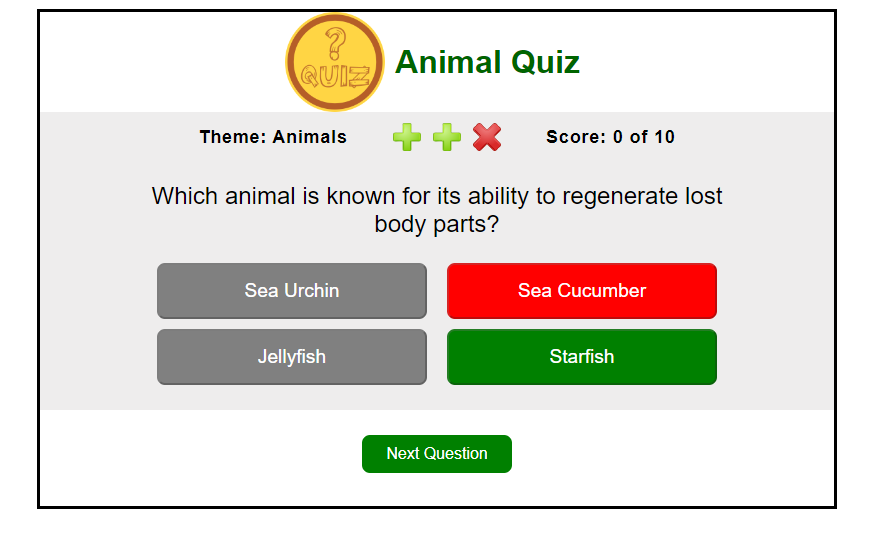 ?
QUIZ
Animal Quiz
Theme: Animals
Score: 0 of 10
Which animal is known for its ability to regenerate lost
body parts?
Sea Urchin
Sea Cucumber
Jellyfish
Starfish
Next Question